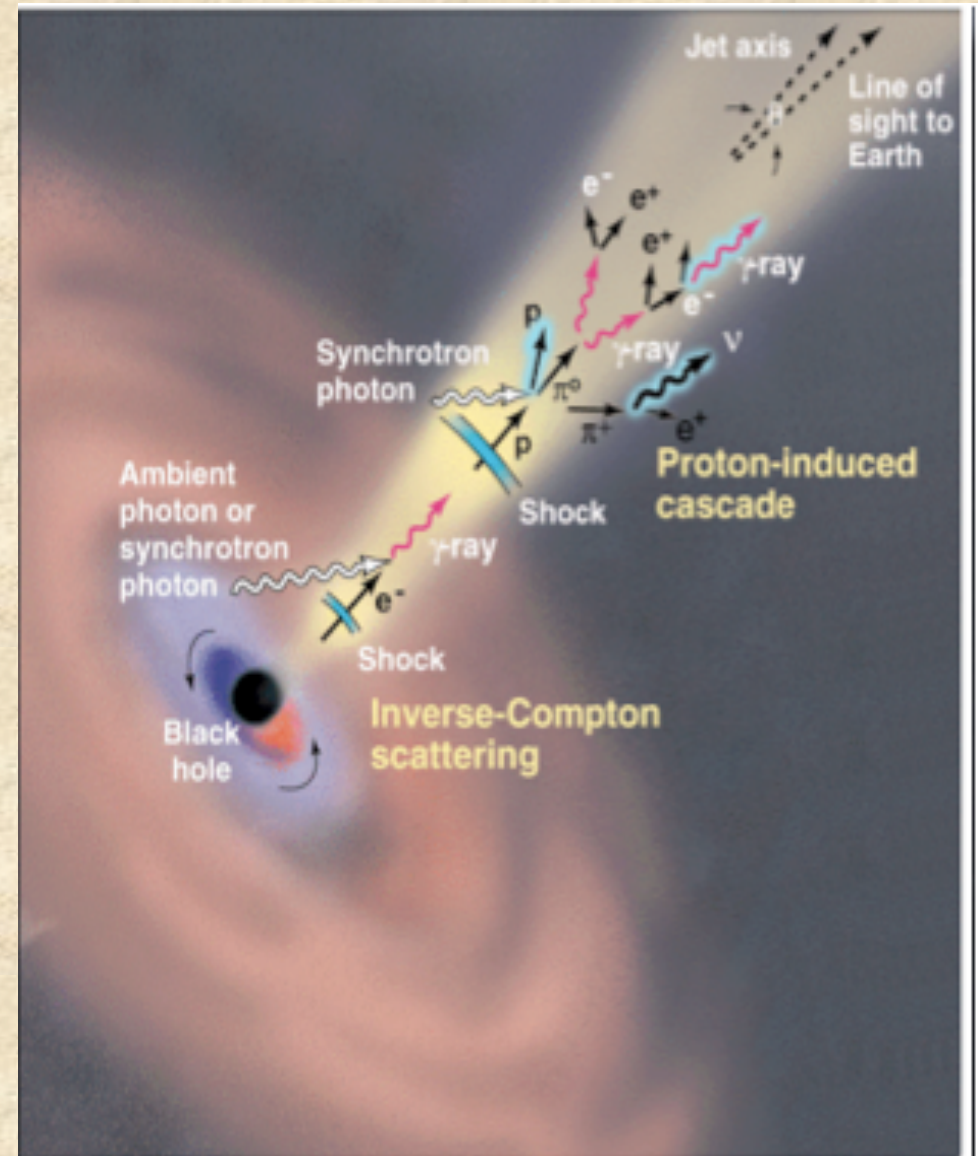 Jet axis
Line of
sight to
Earth
θ
e⁻
e⁺
e⁺
γ-ray
e⁻
p
Synchrotron
photon
γ-ray
ν
π⁰
π⁺
e⁺
p
Proton-induced
cascade
Ambient
photon or
synchrotron
photon
Shock
γ-ray
e⁻
Shock
Black
hole
Inverse-Compton
scattering